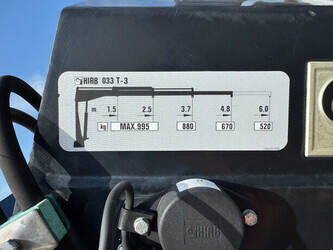 HIAB 033 T-3
m 1.5 2.5 3.7 4.8 6.0
kg MAX.995 880 670 520
HIAB